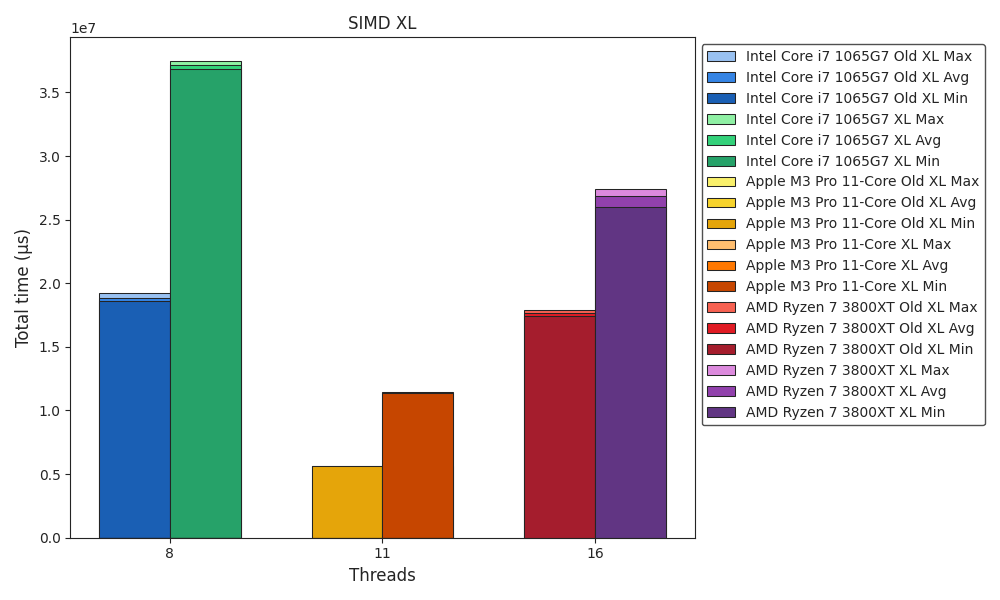 SIMD XL
1e7
3.5
3.0
2.5
2.0
1.5
1.0
0.5
0.0
Total time (µs)
8
11
16
Threads
Intel Core i7 1065G7 Old XL Max
Intel Core i7 1065G7 Old XL Avg
Intel Core i7 1065G7 Old XL Min
Intel Core i7 1065G7 XL Max
Intel Core i7 1065G7 XL Avg
Intel Core i7 1065G7 XL Min
Apple M3 Pro 11-Core Old XL Max
Apple M3 Pro 11-Core Old XL Avg
Apple M3 Pro 11-Core Old XL Min
Apple M3 Pro 11-Core XL Max
Apple M3 Pro 11-Core XL Avg
Apple M3 Pro 11-Core XL Min
AMD Ryzen 7 3800XT Old XL Max
AMD Ryzen 7 3800XT Old XL Avg
AMD Ryzen 7 3800XT Old XL Min
AMD Ryzen 7 3800XT XL Max
AMD Ryzen 7 3800XT XL Avg
AMD Ryzen 7 3800XT XL Min